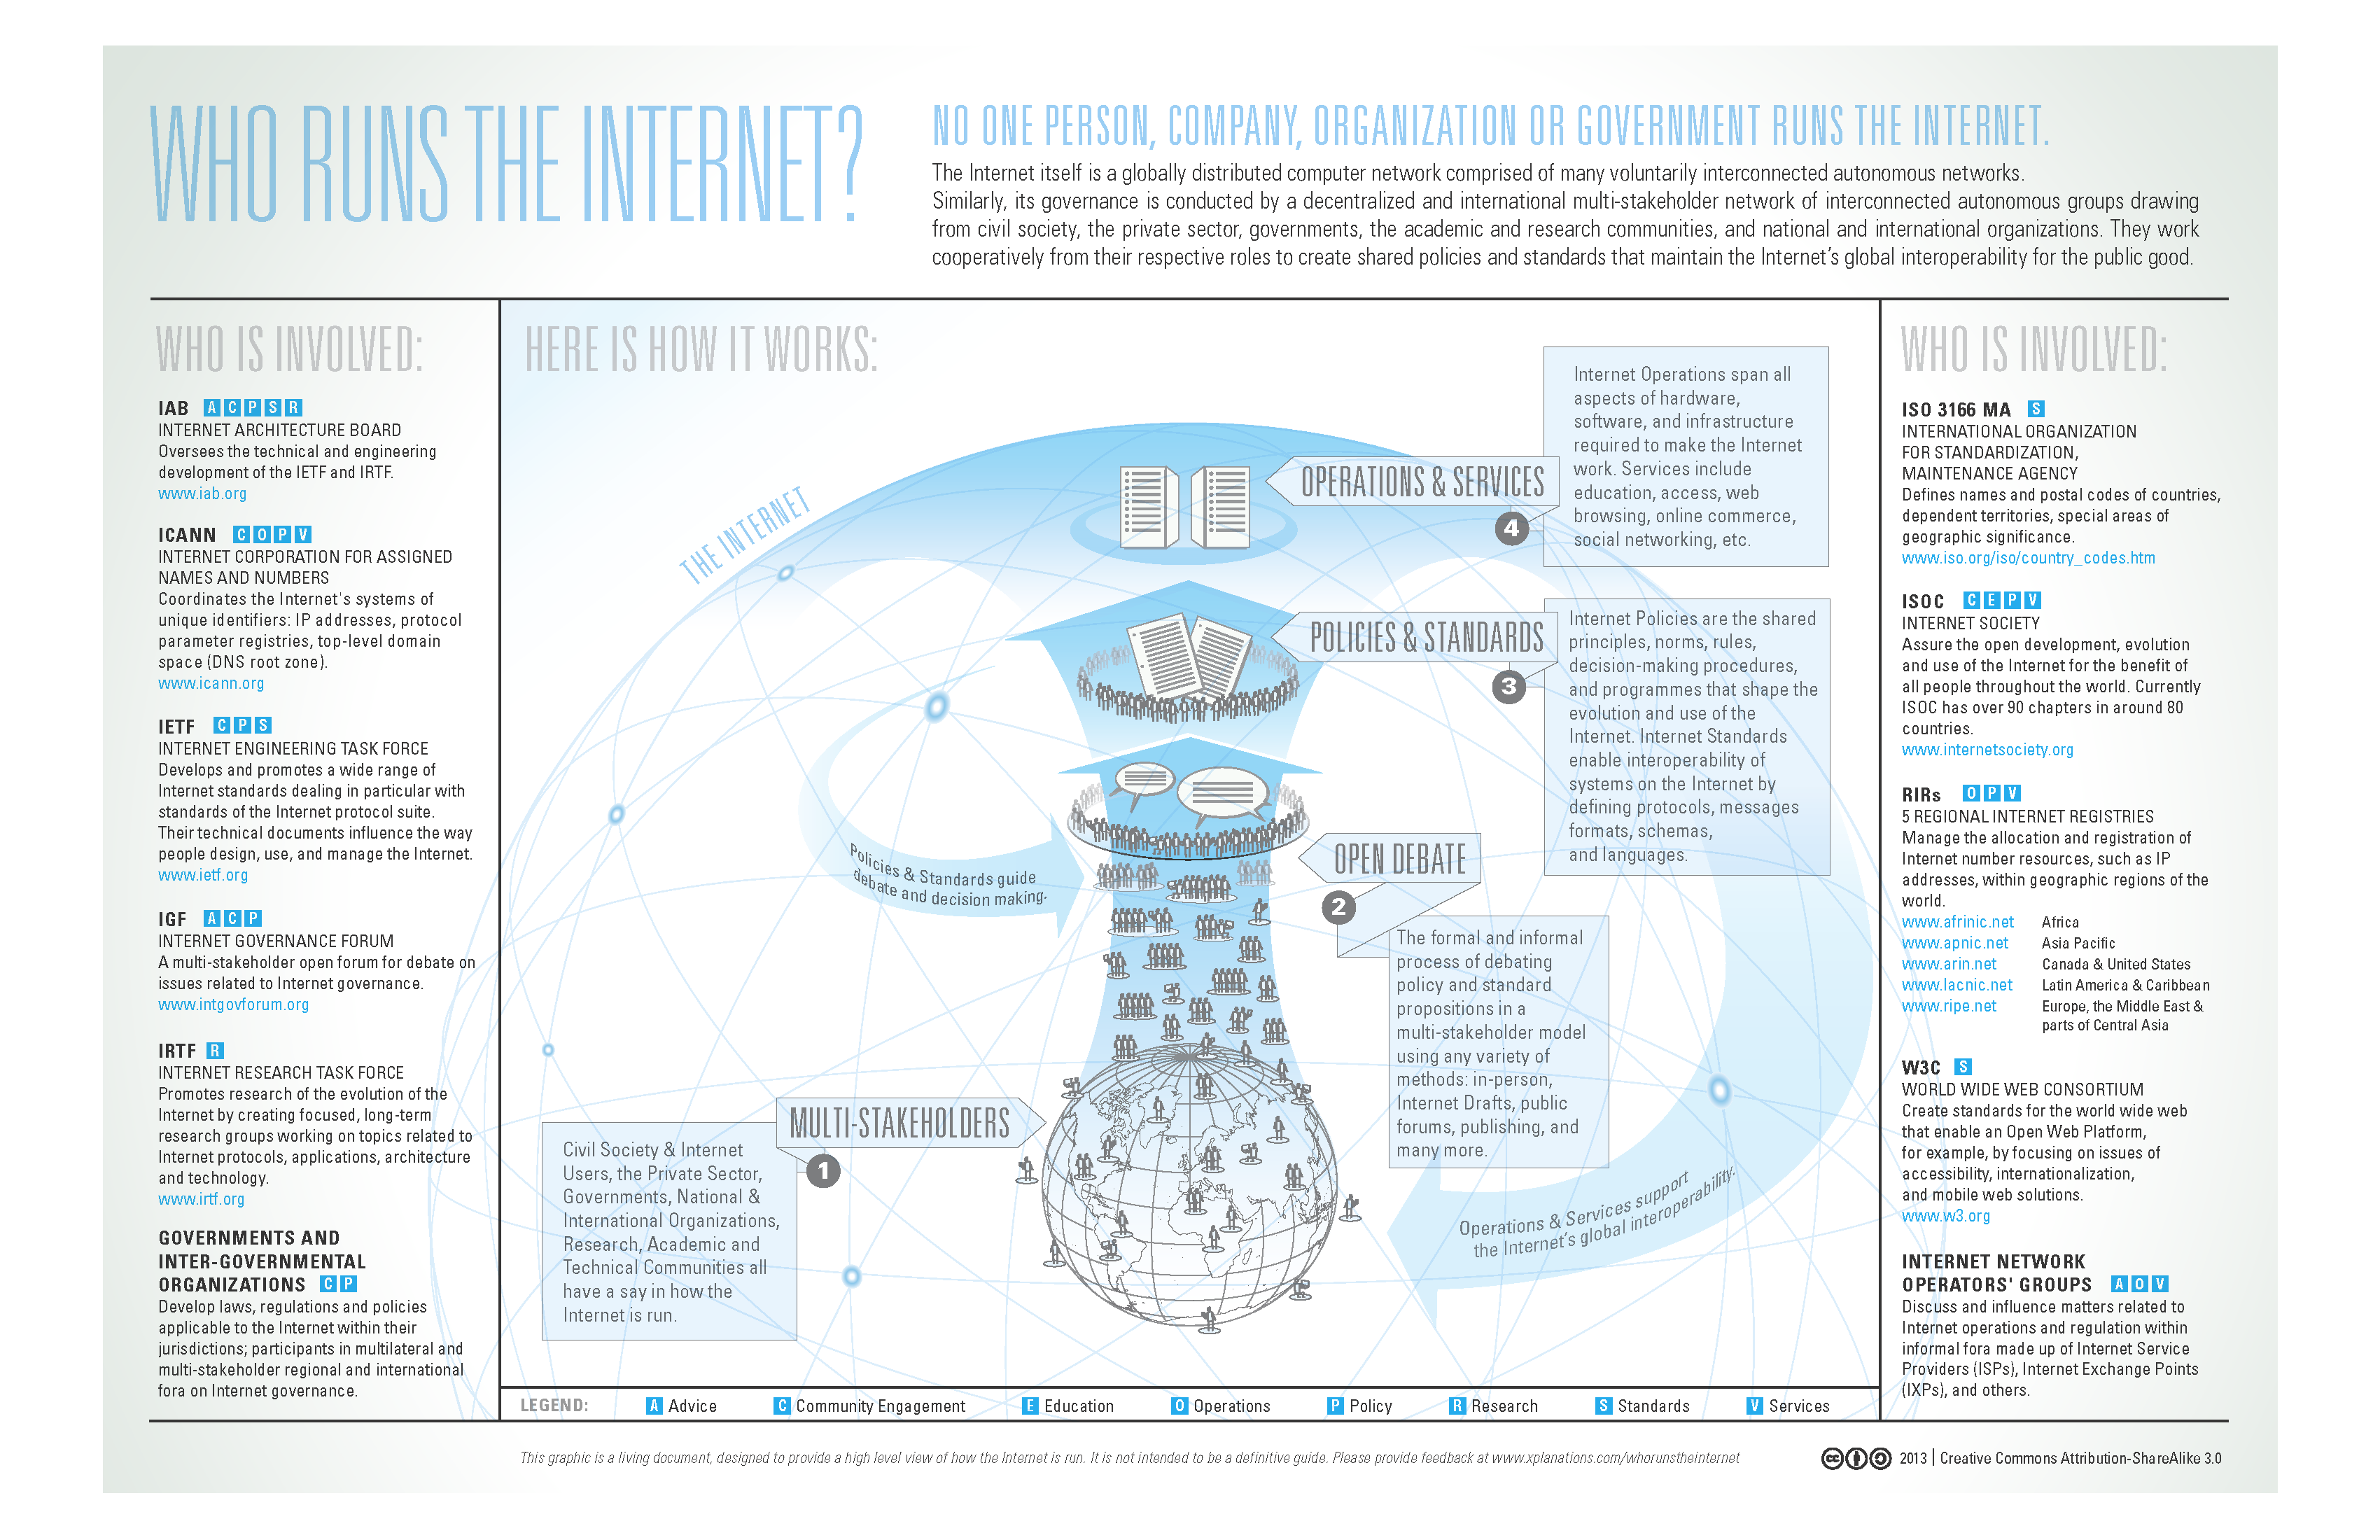 WHO RUNS THE INTERNET?
NO ONE PERSON, COMPANY, ORGANIZATION OR GOVERNMENT RUNS THE INTERNET.
The Internet itself is a globally distributed computer network comprised of many voluntarily interconnected autonomous networks.
Similarly, its governance is conducted by a decentralized and international multi-stakeholder network of interconnected autonomous groups drawing
from civil society, the private sector, governments, the academic and research communities, and national and international organizations. They work
cooperatively from their respective roles to create shared policies and standards that maintain the Internet's global interoperability for the public good.
WHO IS INVOLVED:
IAB A C P S R
INTERNET ARCHITECTURE BOARD
Oversees the technical and engineering
development of the IETF and IRTF.
www.iab.org
ICANN C O P V
INTERNET CORPORATION FOR ASSIGNED
NAMES AND NUMBERS
Coordinates the Internet's systems of
unique identifiers: IP addresses, protocol
parameter registries, top-level domain
space (DNS root zone).
www.icann.org
IETF C P S
INTERNET ENGINEERING TASK FORCE
Develops and promotes a wide range of
Internet standards dealing in particular with
standards of the Internet protocol suite.
Their technical documents influence the way
people design, use, and manage the Internet.
www.ietf.org
IGF A C P
INTERNET GOVERNANCE FORUM
A multi-stakeholder open forum for debate on
issues related to Internet governance.
www.intgovforum.org
IRTF R
INTERNET RESEARCH TASK FORCE
Promotes research of the evolution of the
Internet by creating focused, long-term
research groups working on topics related to
Internet protocols, applications, architecture
and technology.
www.irtf.org
GOVERNMENTS AND
INTER-GOVERNMENTAL
ORGANIZATIONS C P
Develop laws, regulations and policies
applicable to the Internet within their
jurisdictions; participants in multilateral and
multi-stakeholder regional and international
fora on Internet governance.
HERE IS HOW IT WORKS:
THE INTERNET
OPERATIONS & SERVICES
4
Internet Operations span all
aspects of hardware,
software, and infrastructure
required to make the Internet
work. Services include
education, access, web
browsing, online commerce,
social networking, etc.
POLICIES & STANDARDS
3
Internet Policies are the shared
principles, norms, rules,
decision-making procedures,
and programmes that shape the
evolution and use of the
Internet. Internet Standards
enable interoperability of
systems on the Internet by
defining protocols, messages
formats, schemas,
and languages.
Policies & Standards guide
debate and decision making.
OPEN DEBATE
2
The formal and informal
process of debating
policy and standard
propositions in a
multi-stakeholder model
using any variety of
methods: in-person,
Internet Drafts, public
forums, publishing, and
many more.
MULTI-STAKEHOLDERS
1
Civil Society & Internet
Users, the Private Sector,
Governments, National &
International Organizations,
Research, Academic and
Technical Communities all
have a say in how the
Internet is run.
Operations & Services support
the Internet's global interoperability.
LEGEND: A Advice C Community Engagement E Education O Operations P Policy R Research S Standards V Services
WHO IS INVOLVED:
ISO 3166 MA S
INTERNATIONAL ORGANIZATION
FOR STANDARDIZATION,
MAINTENANCE AGENCY
Defines names and postal codes of countries,
dependent territories, special areas of
geographic significance.
www.iso.org/iso/country_codes.htm
ISOC C E P V
INTERNET SOCIETY
Assure the open development, evolution
and use of the Internet for the benefit of
all people throughout the world. Currently
ISOC has over 90 chapters in around 80
countries.
www.internetsociety.org
RIRs O P V
5 REGIONAL INTERNET REGISTRIES
Manage the allocation and registration of
Internet number resources, such as IP
addresses, within geographic regions of the
world.
www.afrinic.net Africa
www.apnic.net Asia Pacific
www.arin.net Canada & United States
www.lacnic.net Latin America & Caribbean
www.ripe.net Europe, the Middle East &
parts of Central Asia
W3C S
WORLD WIDE WEB CONSORTIUM
Create standards for the world wide web
that enable an Open Web Platform,
for example, by focusing on issues of
accessibility, internationalization,
and mobile web solutions.
www.w3.org
INTERNET NETWORK
OPERATORS' GROUPS A O V
Discuss and influence matters related to
Internet operations and regulation within
informal fora made up of Internet Service
Providers (ISPs), Internet Exchange Points
(IXPs), and others.
This graphic is a living document, designed to provide a high level view of how the Internet is run. It is not intended to be a definitive guide. Please provide feedback at www.xplanations.com/whorunstheinternet
cc 2013 | Creative Commons Attribution-ShareAlike 3.0